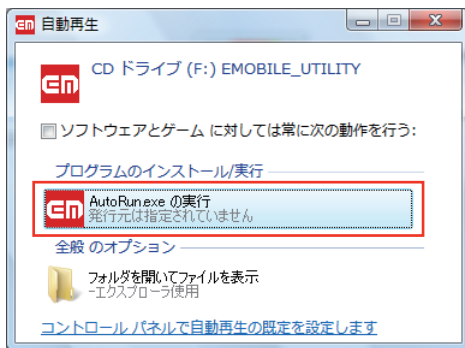 EM 自動再生
EM CD ドライブ (F:) EMOBILE_UTILITY
ソフトウェアとゲーム に対しては常に次の動作を行う:
プログラムのインストール/実行
EM AutoRun.exe の実行
発行元は指定されていません
全般 のオプション
フォルダを開いてファイルを表示
-エクスプローラ使用
コントロール パネルで自動再生の既定を設定します